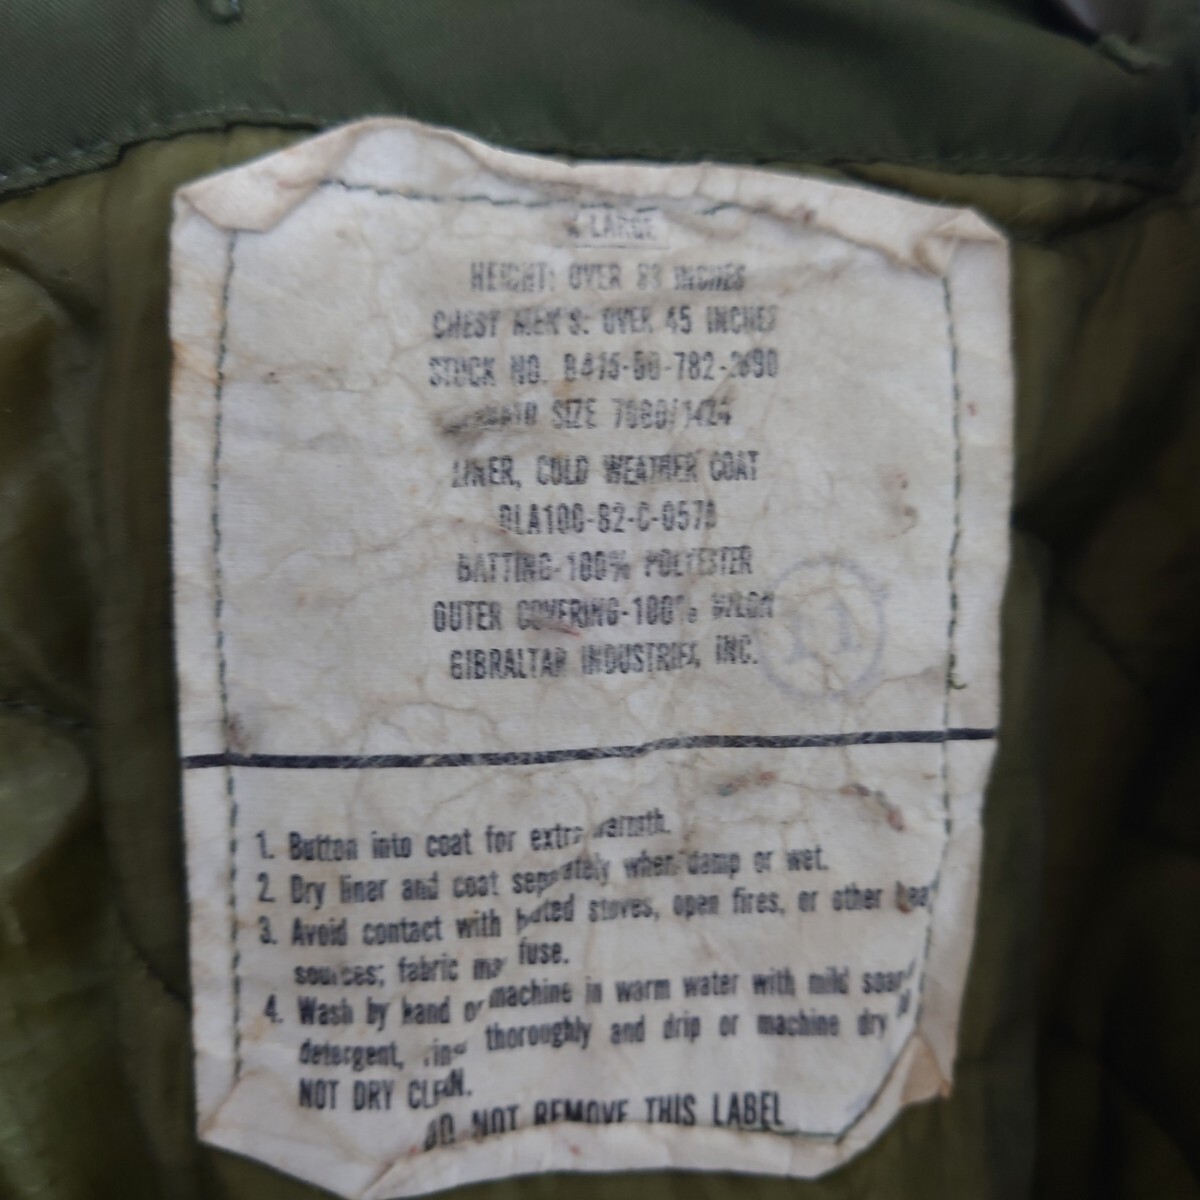 X-LARGE
HEIGHT: OVER INCHES
CHEST MEN'S: OVER 45 INCHES
STOCK NO. 8415-00-782-2890
SIZE 7080/1424
LINER, COLD WEATHER COAT
DLA100-82-C-0573
BATTING-100% POLYESTER
OUTER COVERING-100% NYLON
GIBRALTAR INDUSTRIES, INC.
1. Button into coat for extra warmth.
2. Dry liner and coat separately when damp or wet.
3. Avoid contact with heated stoves, open fires, or other heat
sources; fabric may fuse.
4. Wash by hand or machine in warm water with mild soap
detergent, rinse thoroughly and drip or machine dry DO
NOT DRY CLEAN.
DO NOT REMOVE THIS LABEL